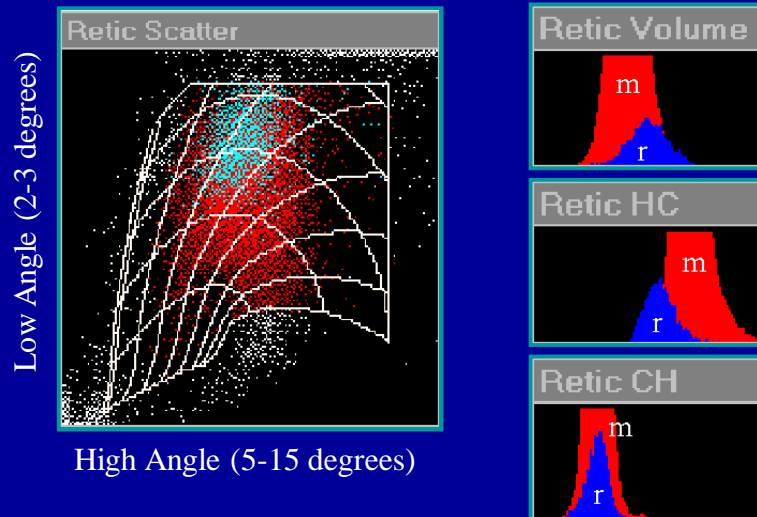 Retic Scatter
Low Angle (2-3 degrees)
High Angle (5-15 degrees)
Retic Volume
m
r
Retic HC
m
r
Retic CH
m
r